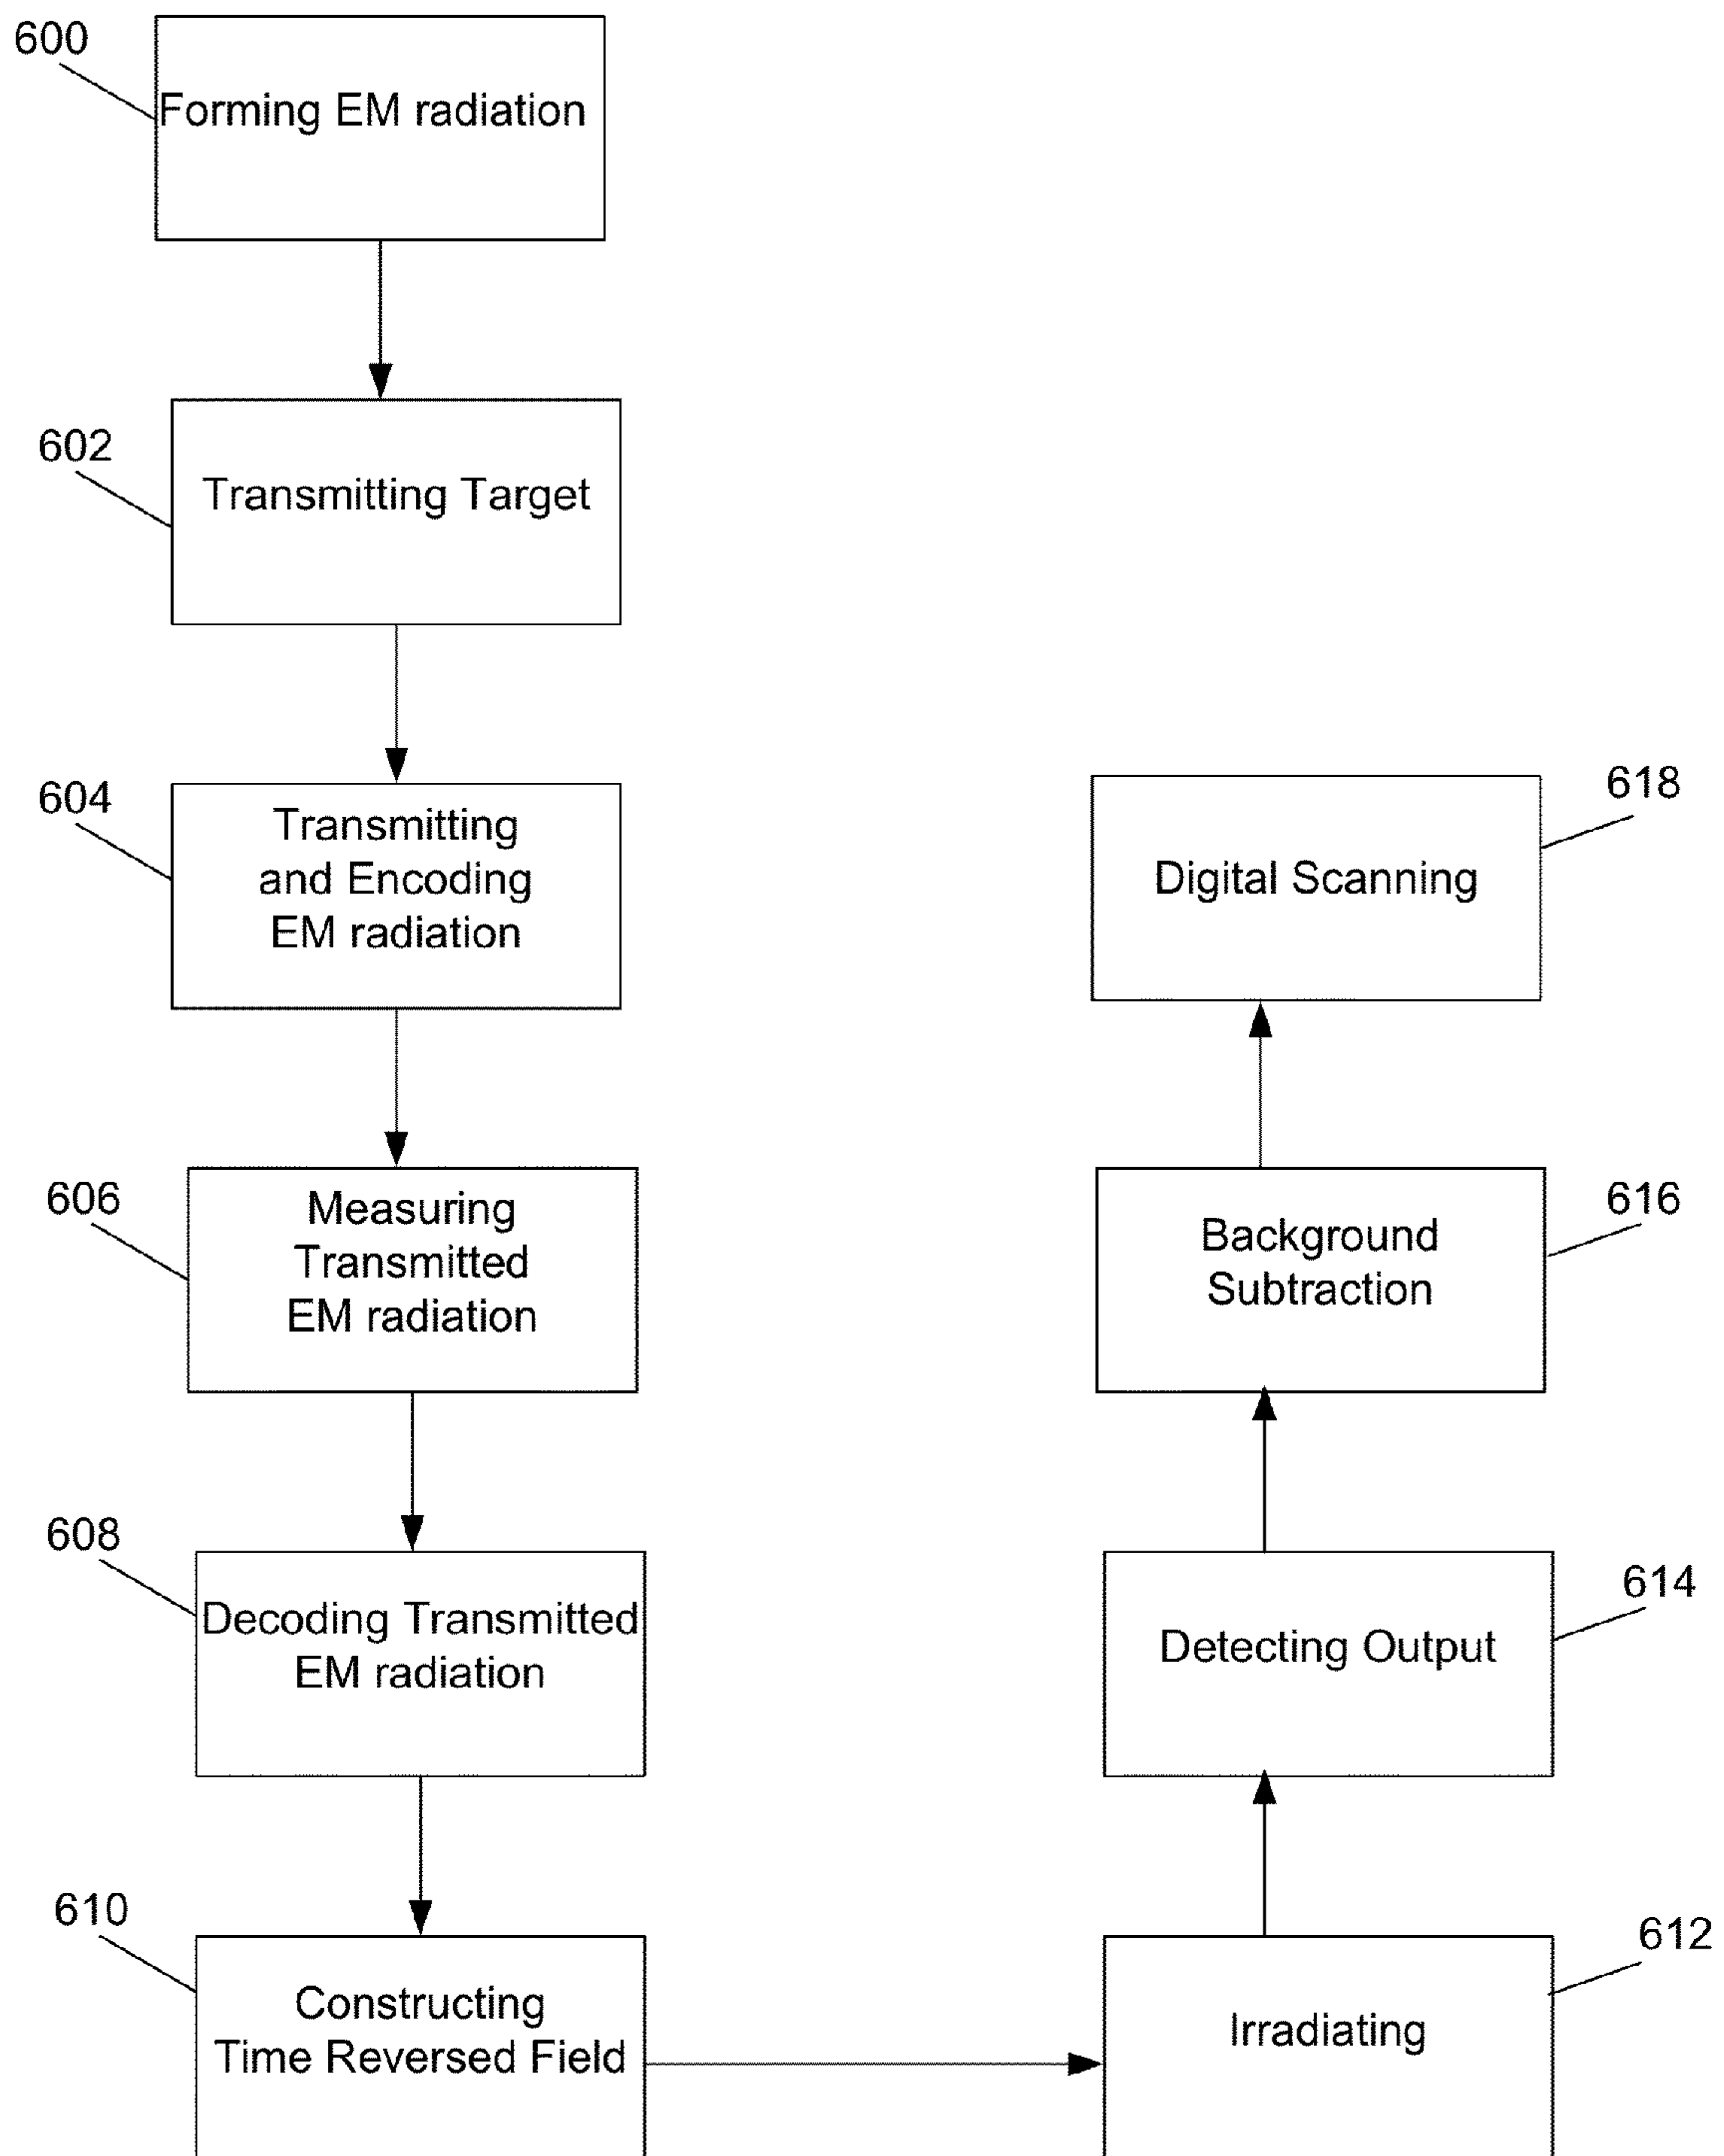 600
Forming EM radiation
602
Transmitting Target
604
Transmitting
and Encoding
EM radiation
606
Measuring
Transmitted
EM radiation
608
Decoding Transmitted
EM radiation
610
Constructing
Time Reversed Field
612
Irradiating
614
Detecting Output
616
Background
Subtraction
618
Digital Scanning